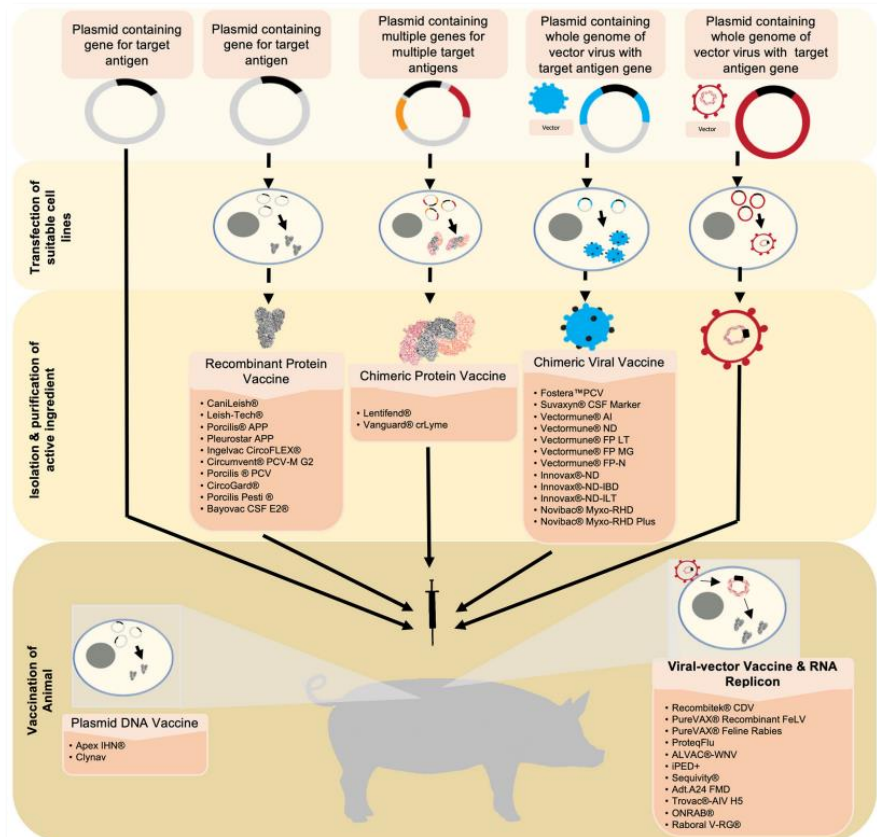 Plasmid containing
gene for target
antigen
Plasmid containing
gene for target
antigen
Plasmid containing
multiple genes for
multiple target
antigens
Plasmid containing
whole genome of
vector virus with
target antigen gene
Plasmid containing
whole genome of
vector virus with target
antigen gene
Vector
Vector
Transfection of
suitable cell
lines
Isolation & purification of
active ingredient
Recombinant Protein
Vaccine
• CaniLeish®
• Leish-Tech®
• Porcilis® APP
• Pleurostar APP
• Ingelvac CircoFLEX®
• Circumvent® PCV-M G2
• Porcilis ® PCV
• CircoGard®
• Porcilis Pesti ®
• Bayovac CSF E2®
Chimeric Protein Vaccine
• Lentifend®
• Vanguard® crLyme
Chimeric Viral Vaccine
• Fostera™PCV
• Suvaxyn® CSF Marker
• Vectormune® AI
• Vectormune® ND
• Vectormune® FP LT
• Vectormune® FP MG
• Vectormune® FP-N
• Innovax®-ND
• Innovax®-ND-IBD
• Innovax®-ND-ILT
• Novibac® Myxo-RHD
• Novibac® Myxo-RHD Plus
Vaccination of
Animal
Plasmid DNA Vaccine
• Apex IHN®
• Clynav
Viral-vector Vaccine & RNA
Replicon
• Recombitek® CDV
• PureVAX® Recombinant FeLV
• PureVAX® Feline Rabies
• ProteqFlu
• ALVAC®-WNV
• iPED+
• Sequivity®
• Adt.A24 FMD
• Trovac®-AIV H5
• ONRAB®
• Raboral V-RG®